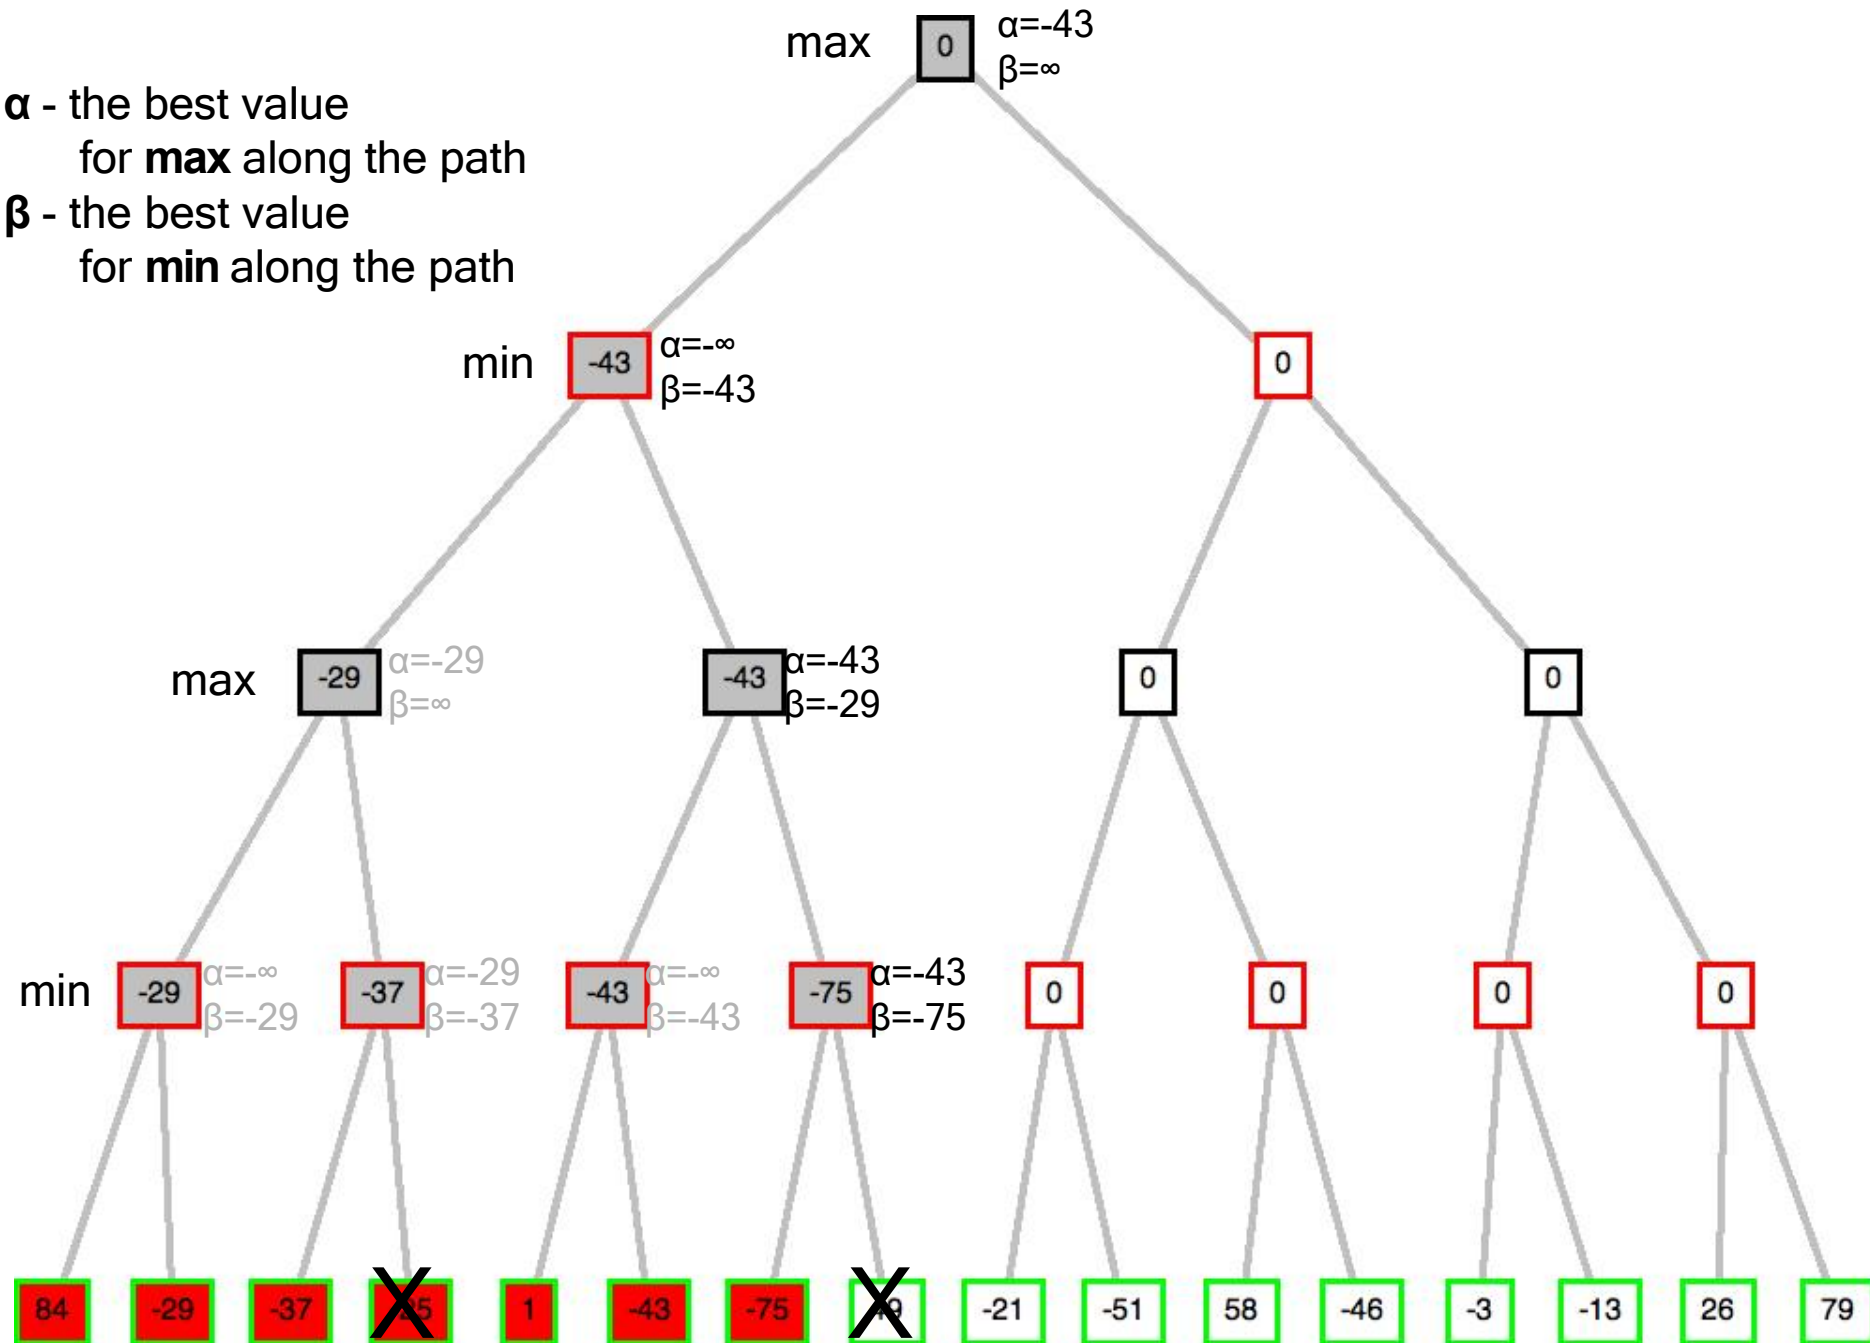 max 0 α=-43
β=∞
α - the best value
for max along the path
β - the best value
for min along the path
min -43 α=-∞
β=-43
0
max -29 α=-29
β=∞
-43 α=-43
β=-29
0
0
min -29 α=-∞
β=-29
-37 α=-29
β=-37
-43 α=-∞
β=-43
-75 α=-43
β=-75
0
0
0
0
84 -29 -37 X 1 -43 -75 X -21 -51 58 -46 -3 -13 26 79